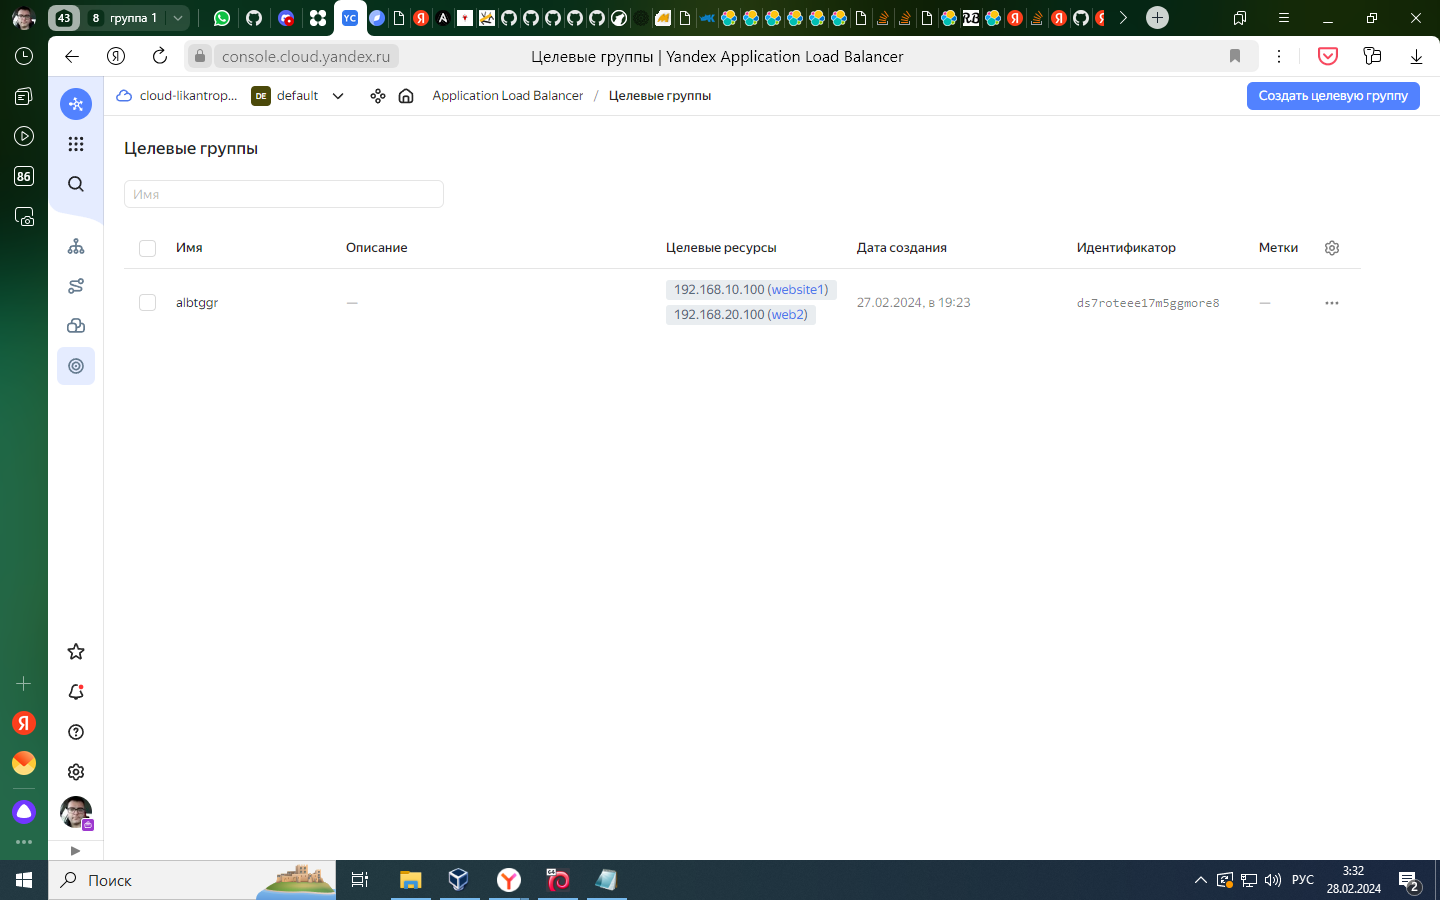 43 8 группа 1 YC
console.cloud.yandex.ru Целевые группы | Yandex Application Load Balancer
86
cloud-likantrop... DE default Application Load Balancer / Целевые группы Создать целевую группу
Целевые группы
Имя
Имя Описание Целевые ресурсы Дата создания Идентификатор Метки
albtggr — 192.168.10.100 (website1) 27.02.2024, в 19:23 ds7roteee17m5ggmore8 —
192.168.20.100 (web2)
Поиск
РУС
3:32
28.02.2024
2